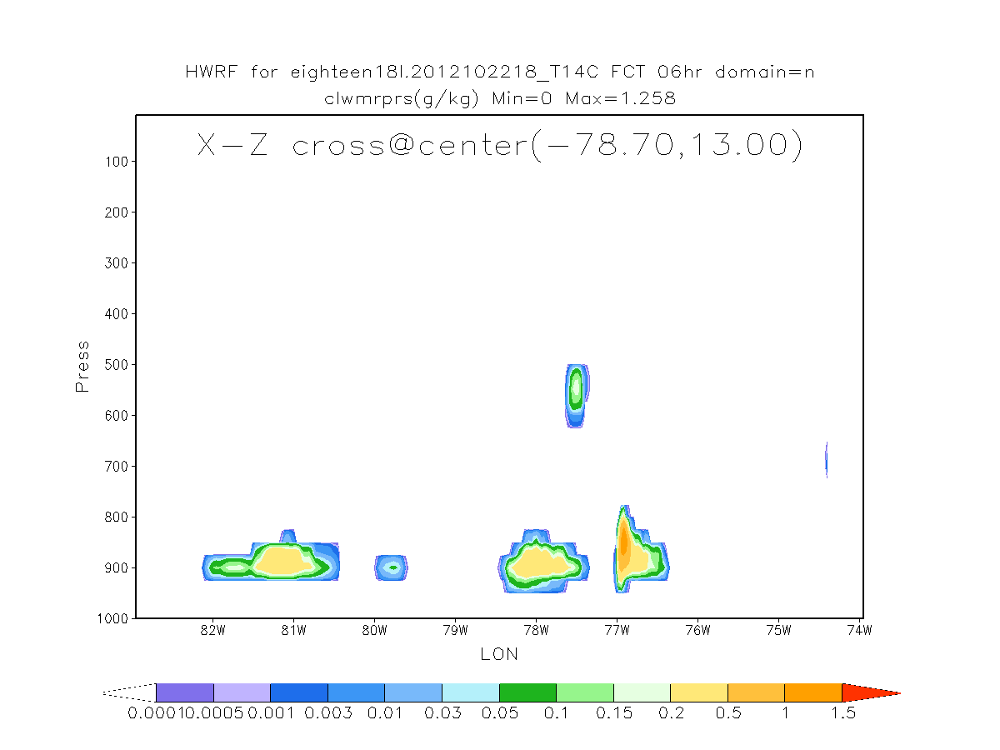 HWRF for eighteen18l.2012102218_T14C FCT 06hr domain=n
clwmrprs(g/kg) Min=0 Max=1.258
X-Z cross@center(-78.70,13.00)
100
200
300
400
500
600
700
800
900
1000
Press
82W 81W 80W 79W 78W 77W 76W 75W 74W
LON
0.0001 0.0005 0.001 0.003 0.01 0.03 0.05 0.1 0.15 0.2 0.5 1 1.5